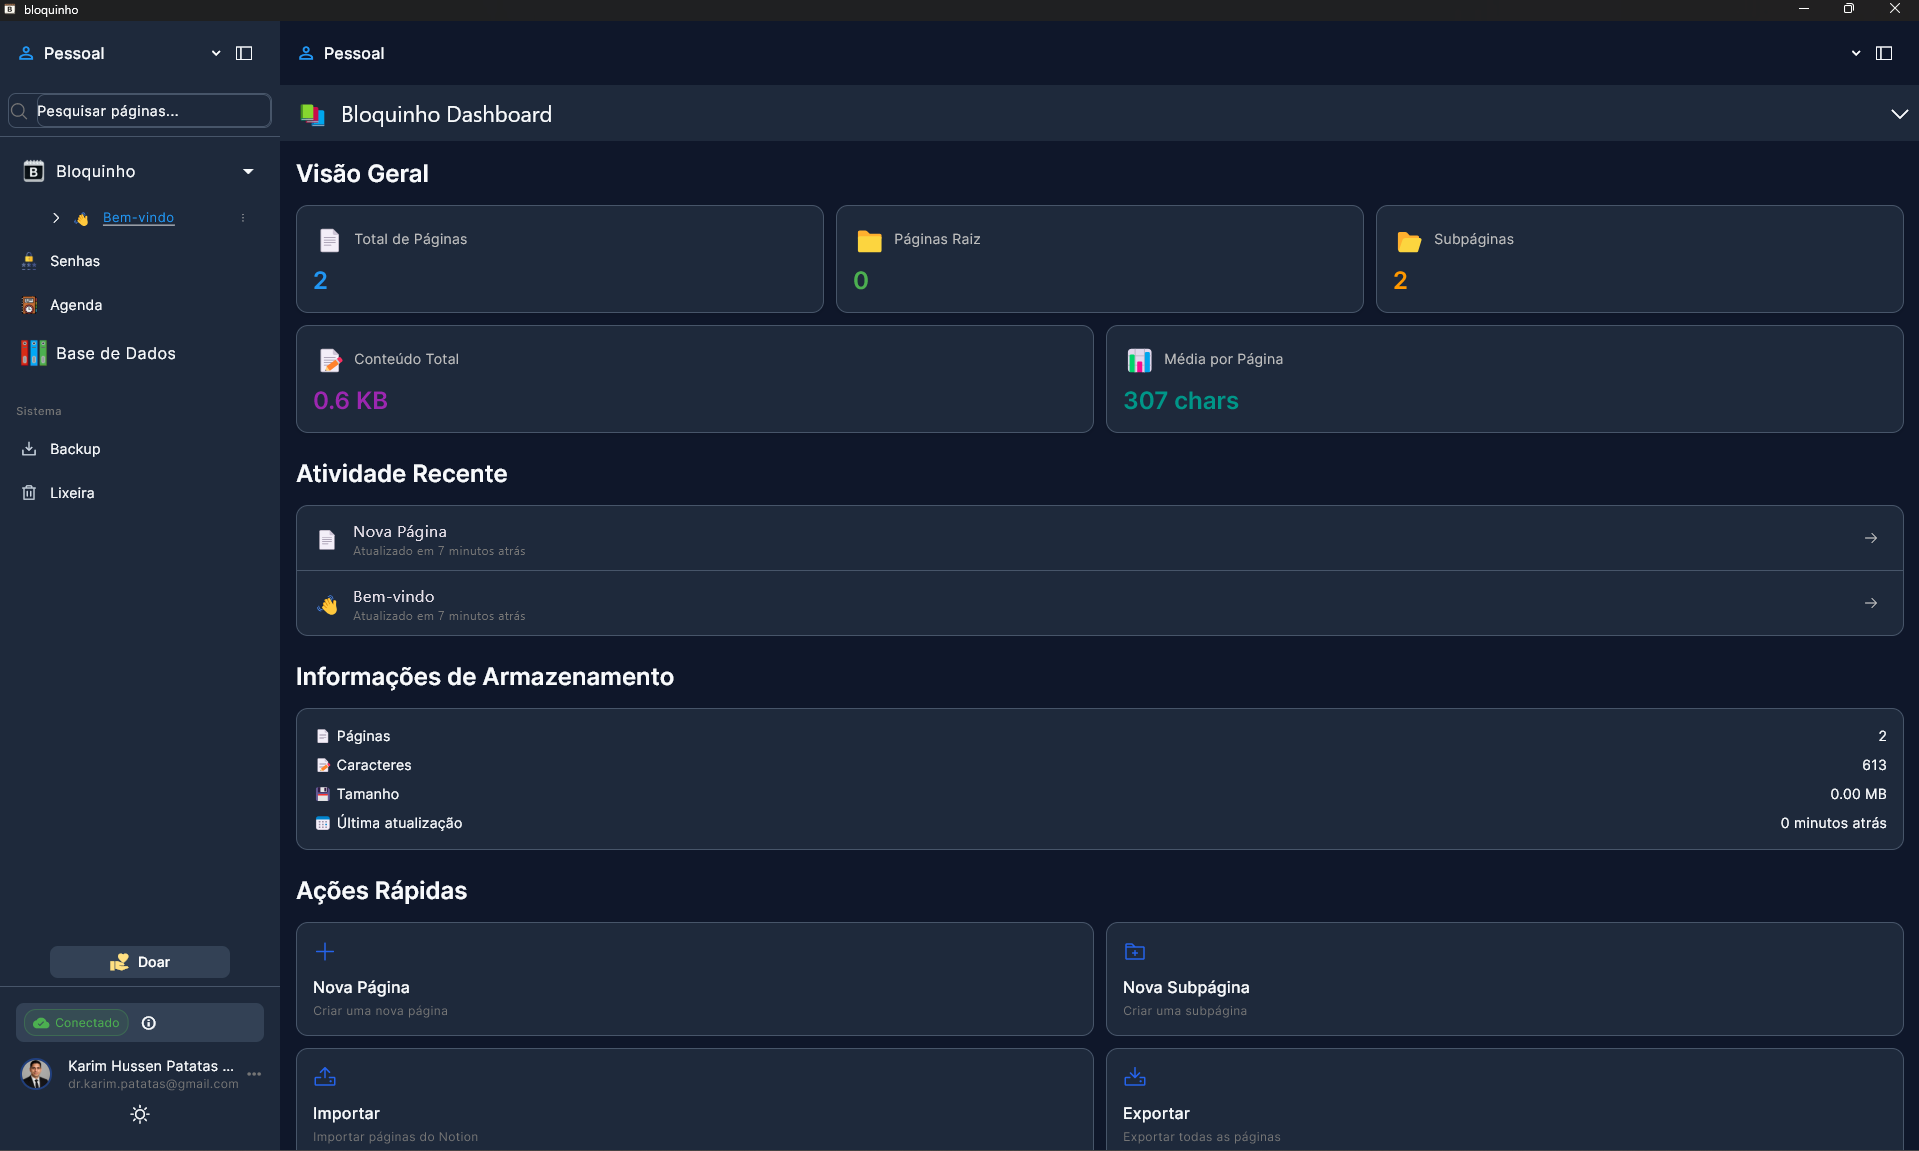 bloquinho
Pessoal
Pesquisar páginas...
Bloquinho
Bem-vindo
Senhas
Agenda
Base de Dados
Sistema
Backup
Lixeira
Doar
Conectado
Karim Hussen Patatas ...
dr.karim.patatas@gmail.com
Pessoal
Bloquinho Dashboard
Visão Geral
Total de Páginas
2
Páginas Raiz
0
Subpáginas
2
Conteúdo Total
0.6 KB
Média por Página
307 chars
Atividade Recente
Nova Página
Atualizado em 7 minutos atrás
Bem-vindo
Atualizado em 7 minutos atrás
Informações de Armazenamento
Páginas 2
Caracteres 613
Tamanho 0.00 MB
Última atualização 0 minutos atrás
Ações Rápidas
Nova Página
Criar uma nova página
Nova Subpágina
Criar uma subpágina
Importar
Importar páginas do Notion
Exportar
Exportar todas as páginas